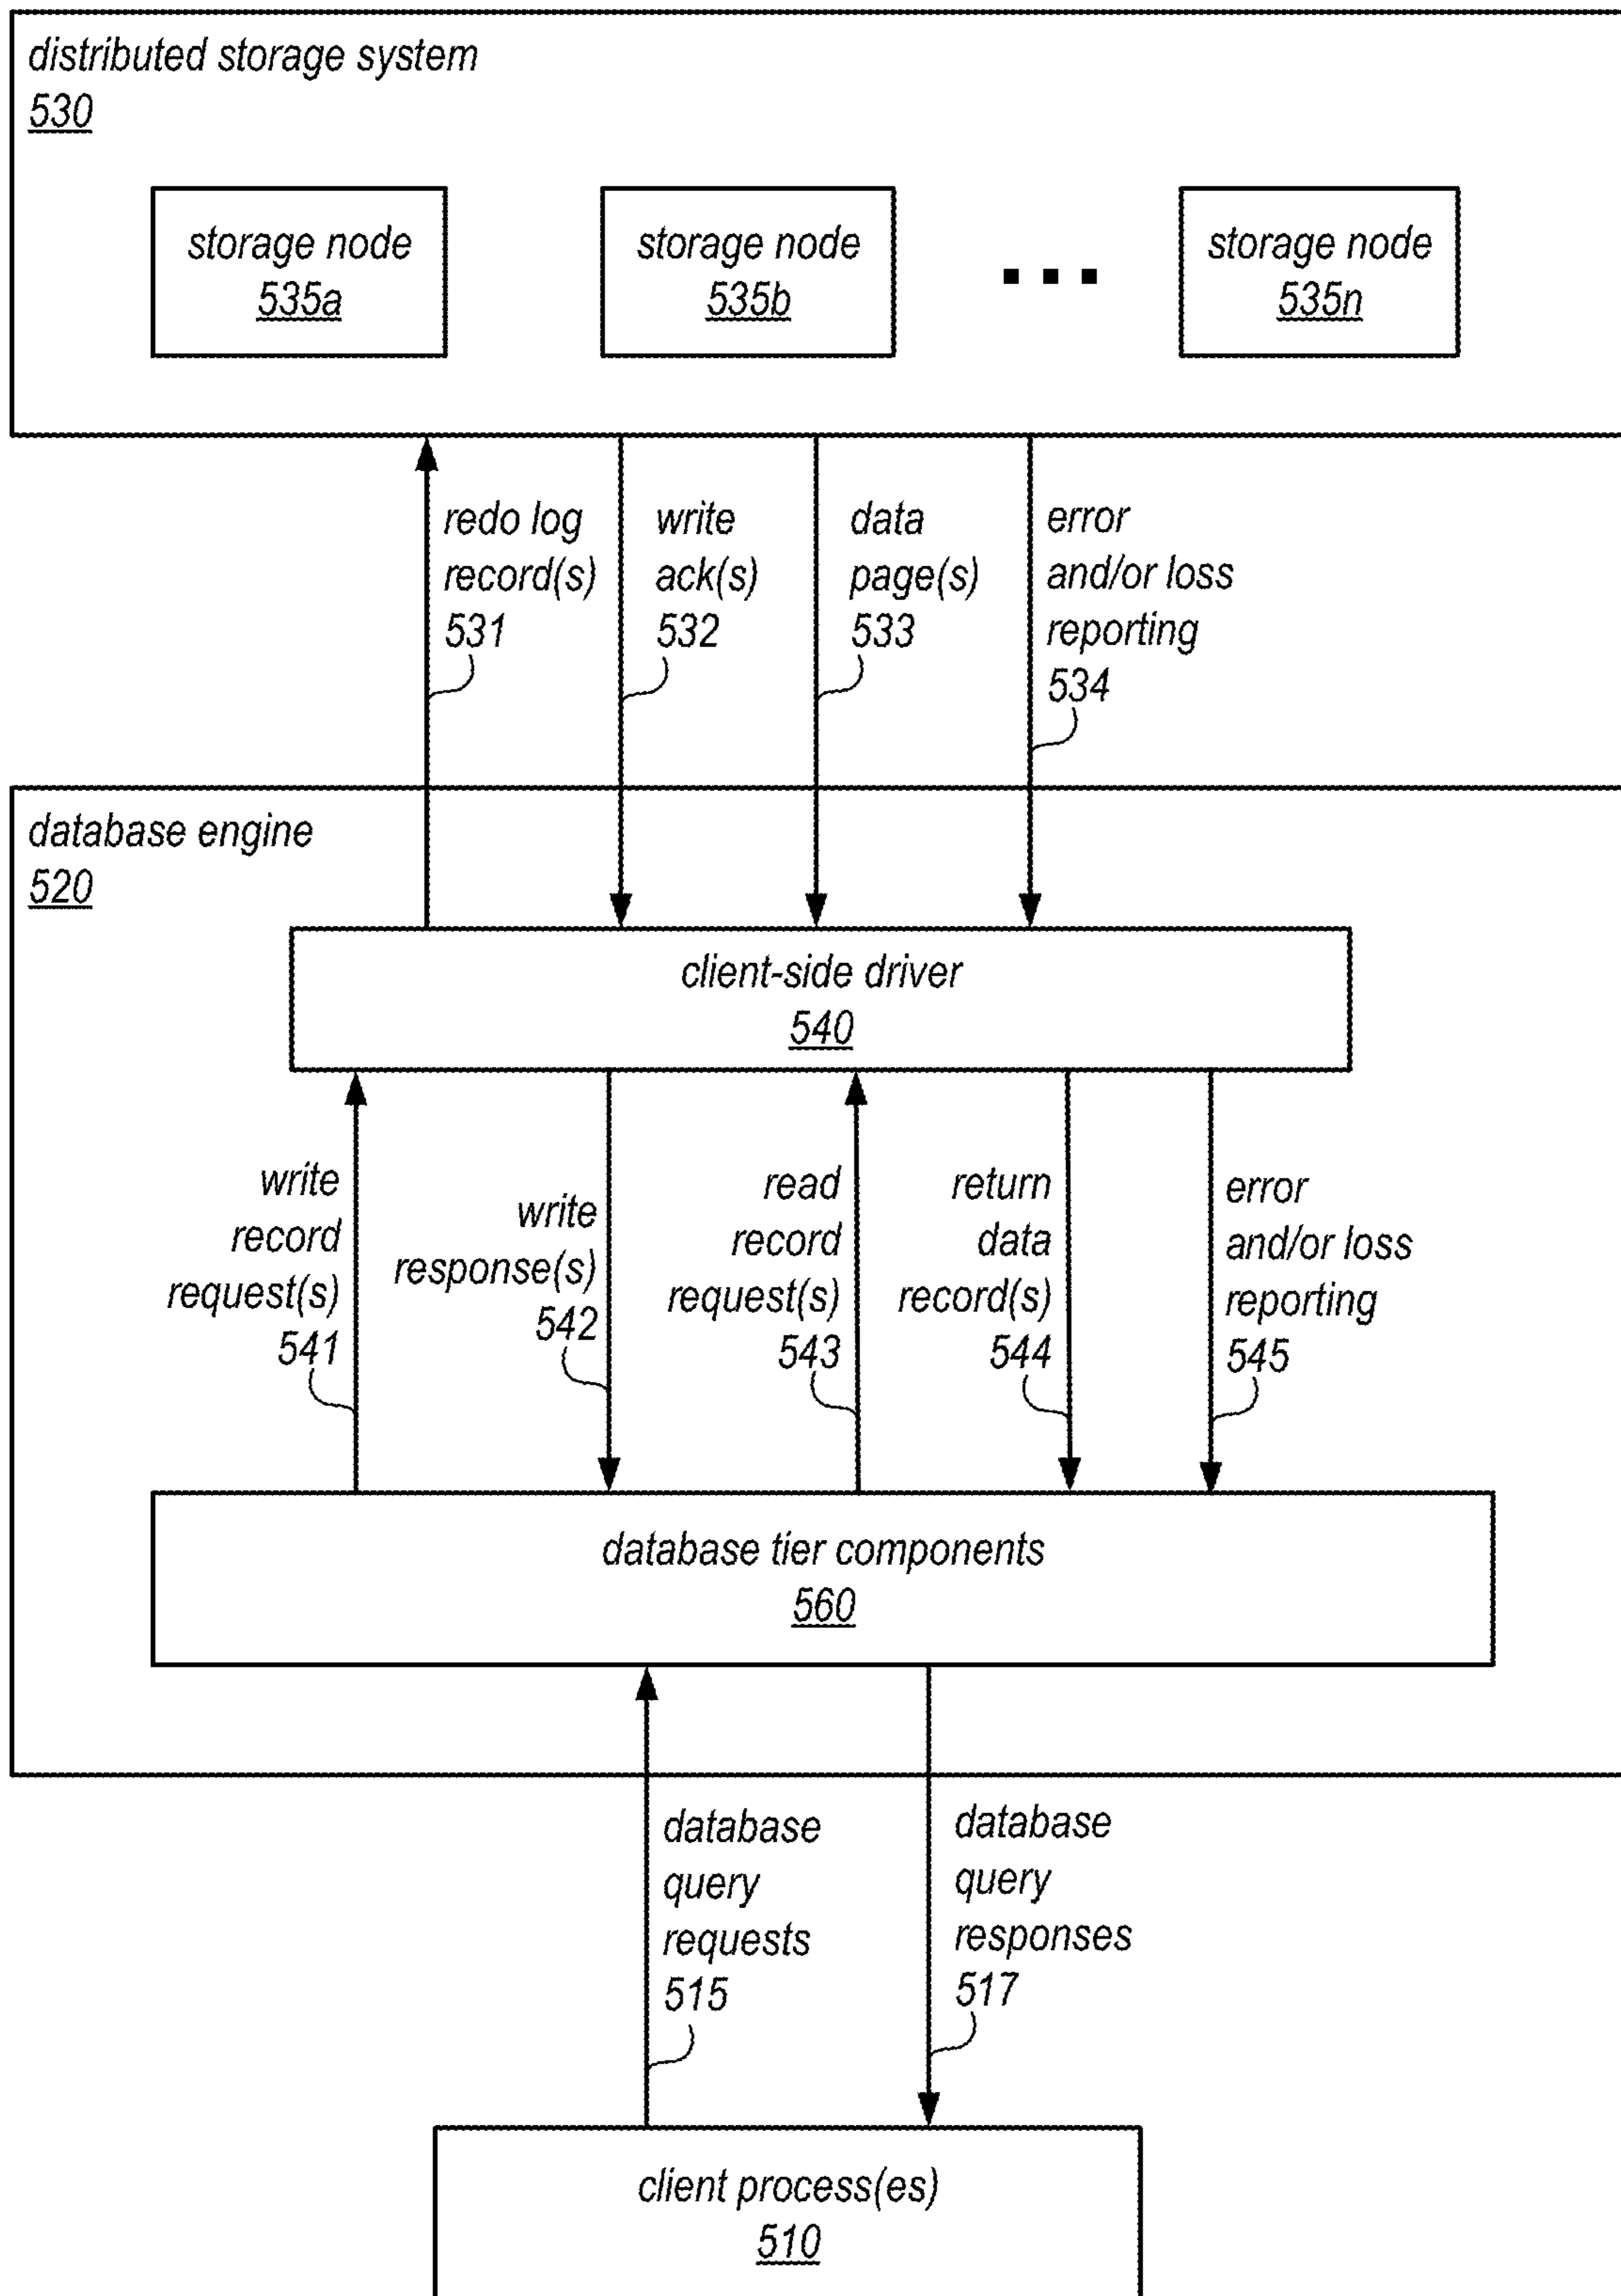 distributed storage system
530
storage node
535a
storage node
535b
storage node
535n
redo log
record(s)
531
write
ack(s)
532
data
page(s)
533
error
and/or loss
reporting
534
database engine
520
client-side driver
540
write
record
request(s)
541
write
response(s)
542
read
record
request(s)
543
return
data
record(s)
544
error
and/or loss
reporting
545
database tier components
560
database
query
requests
515
database
query
responses
517
client process(es)
510